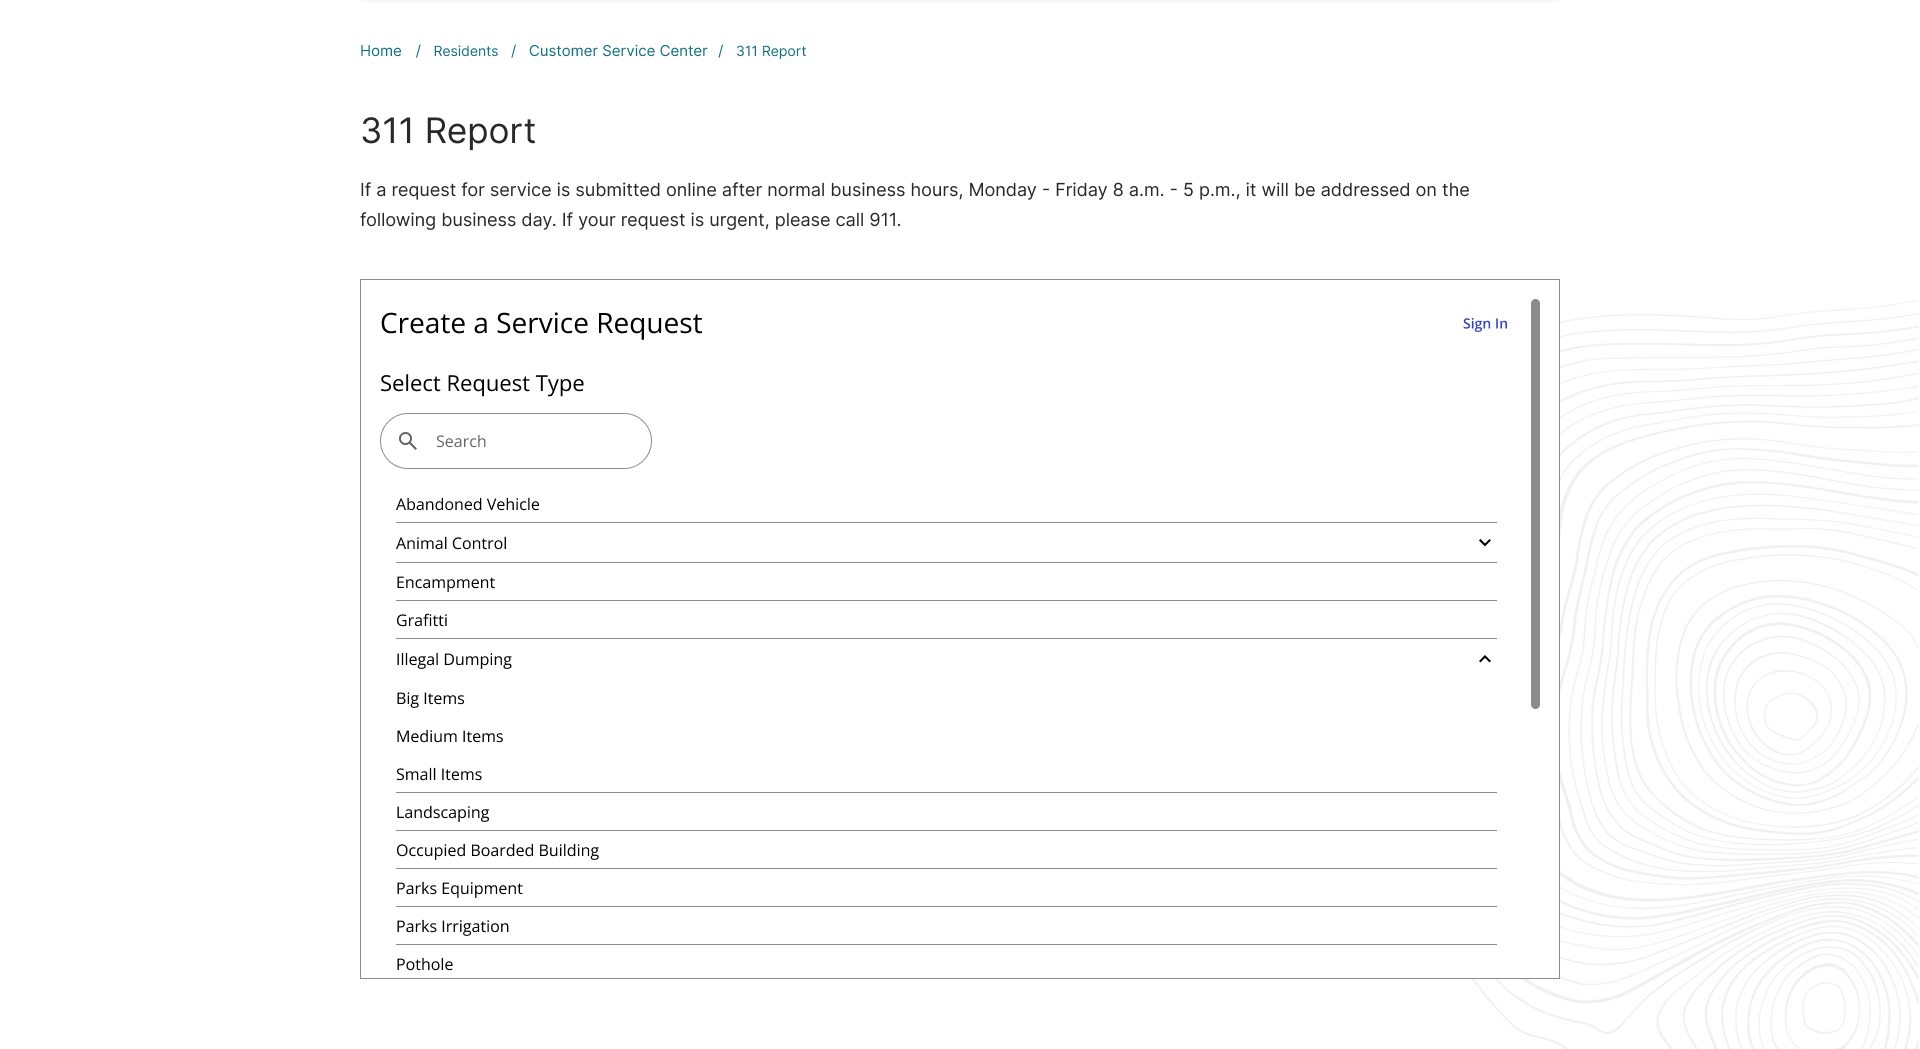 Home / Residents / Customer Service Center / 311 Report
311 Report
If a request for service is submitted online after normal business hours, Monday - Friday 8 a.m. - 5 p.m., it will be addressed on the
following business day. If your request is urgent, please call 911.
Create a Service Request
Sign In
Select Request Type
Search
Abandoned Vehicle
Animal Control
Encampment
Grafitti
Illegal Dumping
Big Items
Medium Items
Small Items
Landscaping
Occupied Boarded Building
Parks Equipment
Parks Irrigation
Pothole